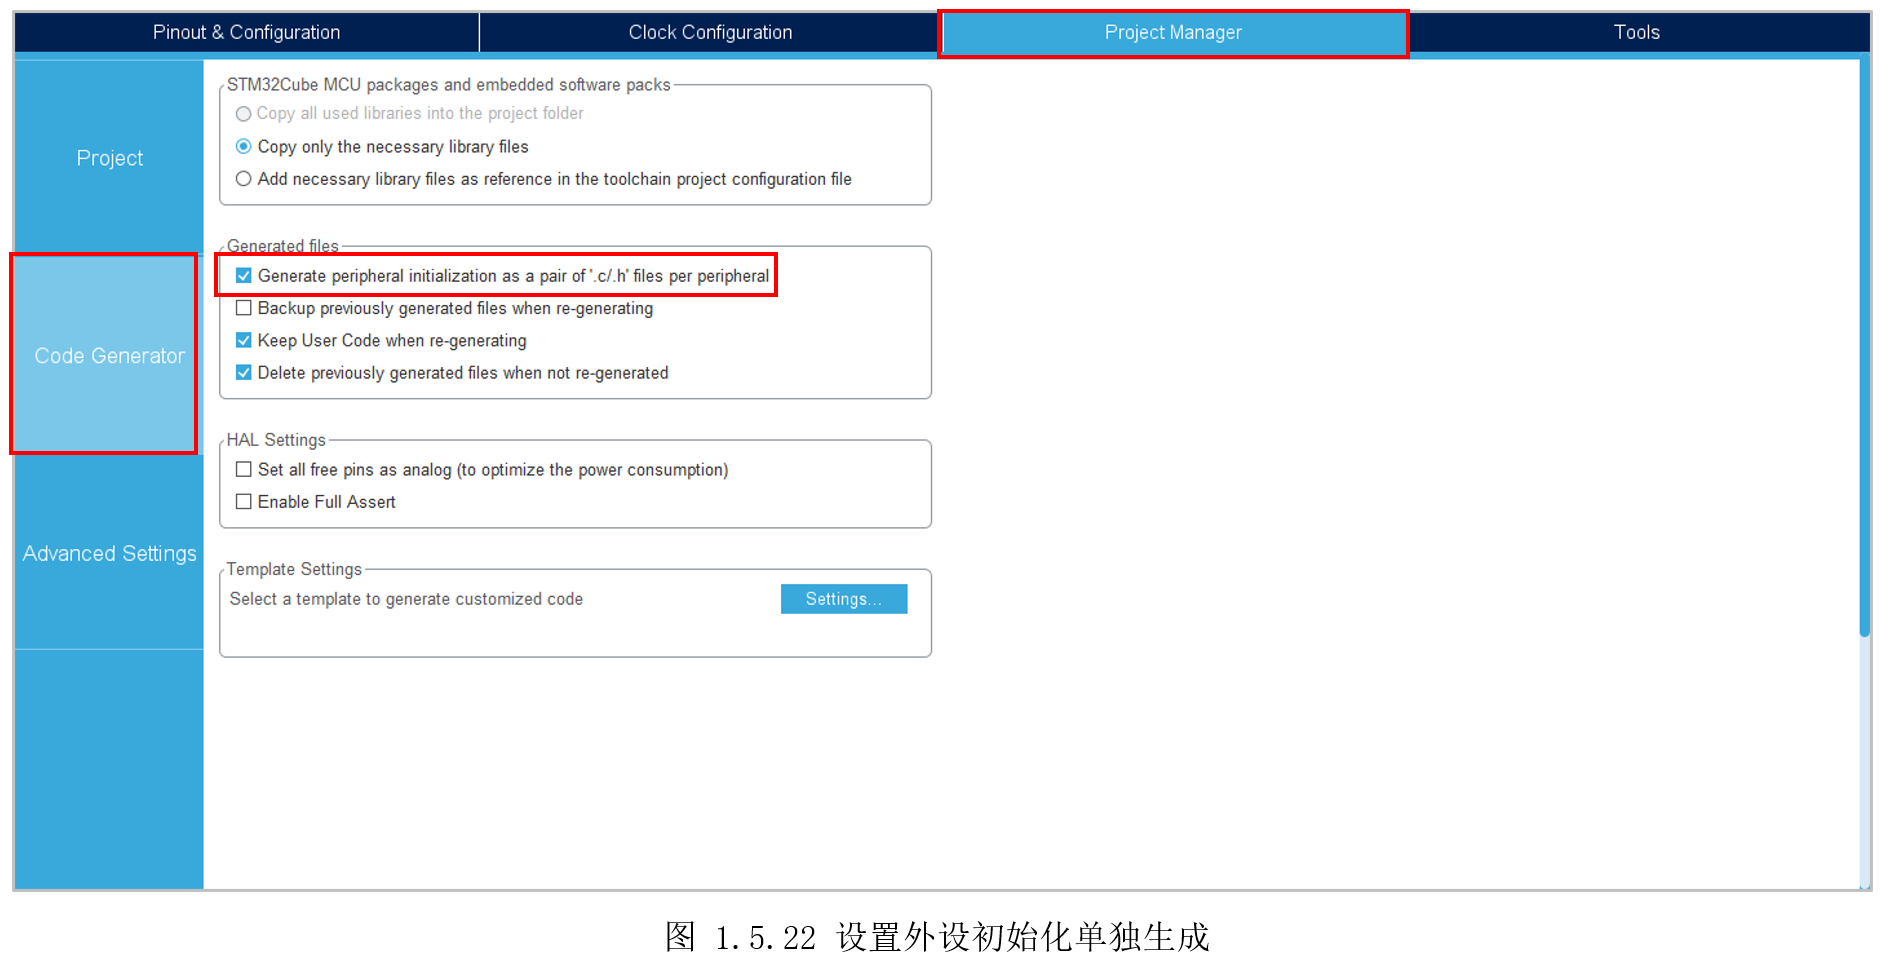 Pinout & Configuration
Clock Configuration
Project Manager
Tools
Project
Code Generator
Advanced Settings
STM32Cube MCU packages and embedded software packs
Copy all used libraries into the project folder
Copy only the necessary library files
Add necessary library files as reference in the toolchain project configuration file
Generated files
Generate peripheral initialization as a pair of '.c/.h' files per peripheral
Backup previously generated files when re-generating
Keep User Code when re-generating
Delete previously generated files when not re-generated
HAL Settings
Set all free pins as analog (to optimize the power consumption)
Enable Full Assert
Template Settings
Select a template to generate customized code
Settings...
图 1.5.22 设置外设初始化单独生成